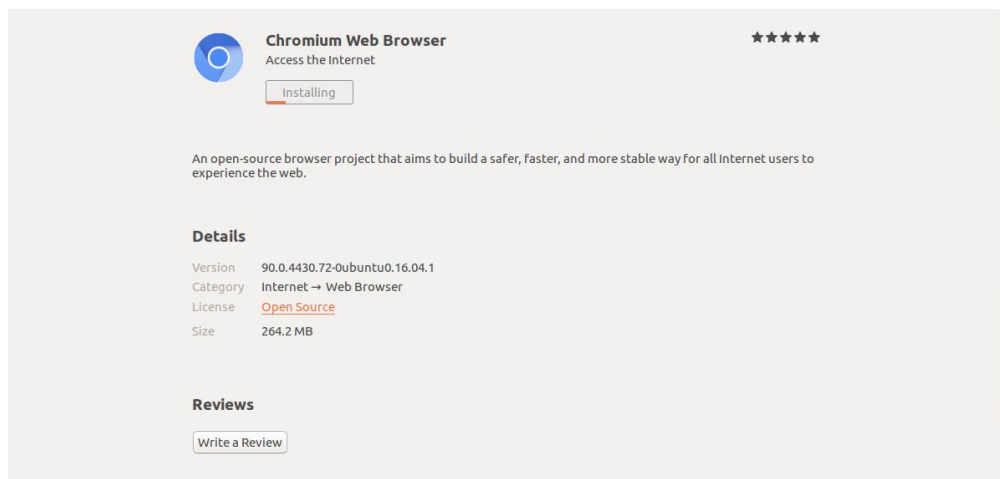 Chromium Web Browser
Access the Internet
Installing
An open-source browser project that aims to build a safer, faster, and more stable way for all Internet users to
experience the web.
Details
Version 90.0.4430.72-0ubuntu0.16.04.1
Category Internet → Web Browser
License Open Source
Size 264.2 MB
Reviews
Write a Review